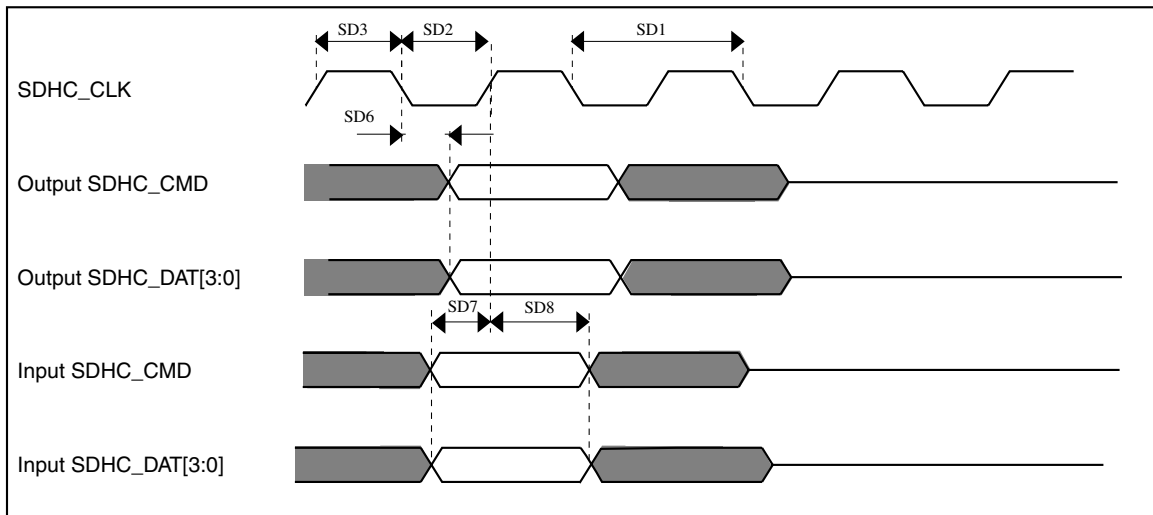 SD3 SD2 SD1
SDHC_CLK
SD6
Output SDHC_CMD
Output SDHC_DAT[3:0]
SD7 SD8
Input SDHC_CMD
Input SDHC_DAT[3:0]